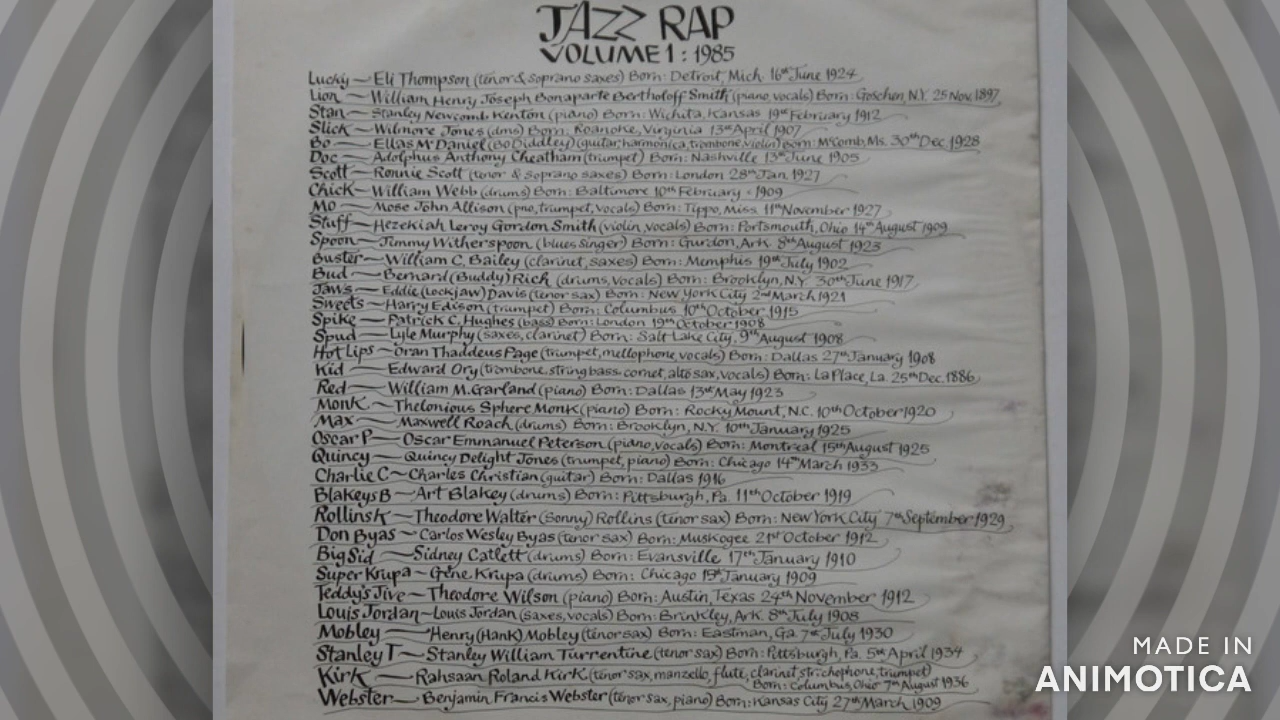 JAZZ RAP
VOLUME 1 : 1985
Lucky — Eli Thompson (tenor & soprano saxes) Born: Detroit, Mich. 16th June 1924
Lion — William Henry Joseph Bonaparte Bertholoff Smith (piano, vocals) Born: Goschen, N.Y. 25 Nov. 1897
Stan — Stanley Newcomb Kenton (piano) Born: Wichita, Kansas 19th February 1912
Slick — Wilmore Jones (dms) Born: Roanoke, Virginia 13th April 1907
Bo — Ellas McDaniel (Bo Diddley) (guitar, harmonica, trombone, violin) Born: McComb, Ms. 30th Dec. 1928
Doc — Adolphus Anthony Cheatham (trumpet) Born: Nashville 13th June 1905
Scott — Ronnie Scott (tenor & soprano saxes) Born: London 28th Jan. 1927
Chick — William Webb (drums) Born: Baltimore 10th February - 1909
Mo — Mose John Allison (pno, trumpet, vocals) Born: Tippo, Miss. 11th November 1927
Stuff — Hezekiah Leroy Gordon Smith (violin, vocals) Born: Portsmouth, Ohio 14th August 1909
Spoon — Jimmy Witherspoon (blues singer) Born: Gurdon, Ark. 8th August 1923
Buster — William C. Bailey (clarinet, saxes) Born: Memphis 19th July 1902
Bud — Bernard (Buddy) Rich (drums, vocals) Born: Brooklyn, N.Y. 30th June 1917
Jaws — Eddie (Lockjaw) Davis (tenor sax) Born: New York City 2nd March 1921
Sweets — Harry Edison (trumpet) Born: Columbus 10th October 1915
Spike — Patrick C. Hughes (bass) Born: London 19th October 1908
Spud — Lyle Murphy (saxes, clarinet) Born: Salt Lake City, 9th August 1908
Hot Lips — Oran Thaddeus Page (trumpet, mellophone, vocals) Born: Dallas 27th January 1908
Kid — Edward Ory (trombone, string bass, cornet, alto sax, vocals) Born: La Place, La. 25th Dec. 1886
Red — William M. Garland (piano) Born: Dallas 13th May 1923
Monk — Thelonious Sphere Monk (piano) Born: Rocky Mount, N.C. 10th October 1920
Max — Maxwell Roach (drums) Born: Brooklyn, N.Y. 10th January 1925
Oscar P — Oscar Emmanuel Peterson (piano, vocals) Born: Montreal 15th August 1925
Quincy — Quincy Delight Jones (trumpet, piano) Born: Chicago 14th March 1933
Charlie C — Charles Christian (guitar) Born: Dallas 1916
Blakeys B — Art Blakey (drums) Born: Pittsburgh, Pa. 11th October 1919
Rollinsk — Theodore Walter (Sonny) Rollins (tenor sax) Born: New York City 7th September 1929
Don Byas — Carlos Wesley Byas (tenor sax) Born: Muskogee 21st October 1912
Big Sid — Sidney Catlett (drums) Born: Evansville 17th January 1910
Super Krupa — Gene Krupa (drums) Born: Chicago 15th January 1909
Teddy's Jive — Theodore Wilson (piano) Born: Austin, Texas 24th November 1912
Louis Jordan — Louis Jordan (saxes, vocals) Born: Brinkley, Ark. 8th July 1908
Mobley — Henry (Hank) Mobley (tenor sax) Born: Eastman, Ga. 7th July 1930
Stanley T — Stanley William Turrentine (tenor sax) Born: Pittsburgh, Pa. 5th April 1934
Kirk — Rahsaan Roland Kirk (tenor sax, manzello, flute, clarinet, strichophone, trumpet)
Born: Columbus, Ohio 7th August 1936
Webster — Benjamin Francis Webster (tenor sax, piano) Born: Kansas City 27th March 1909
MADE IN
ANIMOTICA